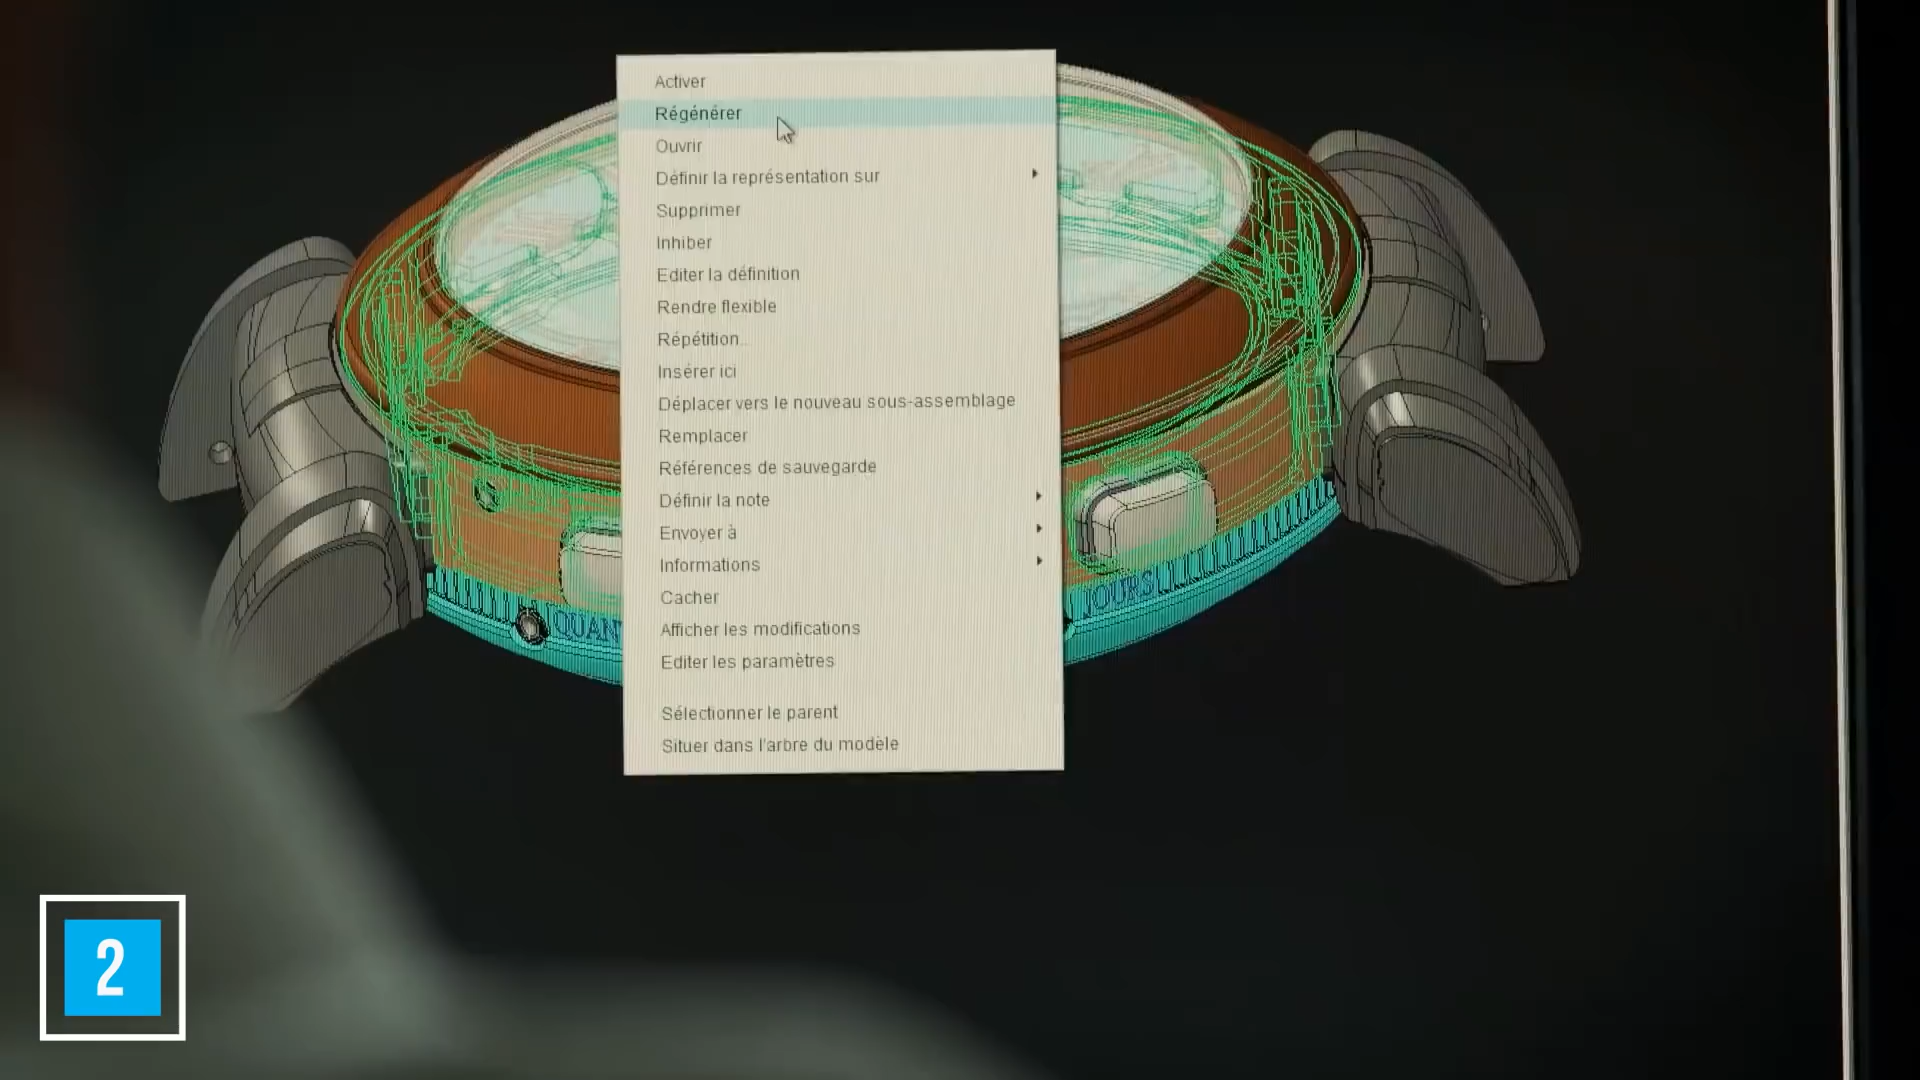 Activer
Régénérer
Ouvrir
Définir la représentation sur
Supprimer
Inhiber
Editer la définition
Rendre flexible
Répétition...
Insérer ici
Déplacer vers le nouveau sous-assemblage
Remplacer
Références de sauvegarde
Définir la note
Envoyer à
Informations
Cacher
Afficher les modifications
Editer les paramètres
Sélectionner le parent
Situer dans l'arbre du modèle
QUAN
JOURS
2